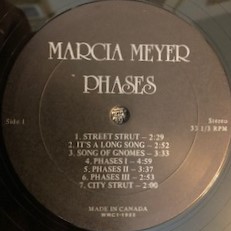 MARCIA MEYER
PHASES
Side 1
Stereo
33 1/3 RPM
1. STREET STRUT – 2:29
2. IT'S A LONG SONG – 2:52
3. SONG OF GNOMES – 3:33
4. PHASES I – 4:59
5. PHASES II – 3:37
6. PHASES III – 2:53
7. CITY STRUT – 2:00
MADE IN CANADA